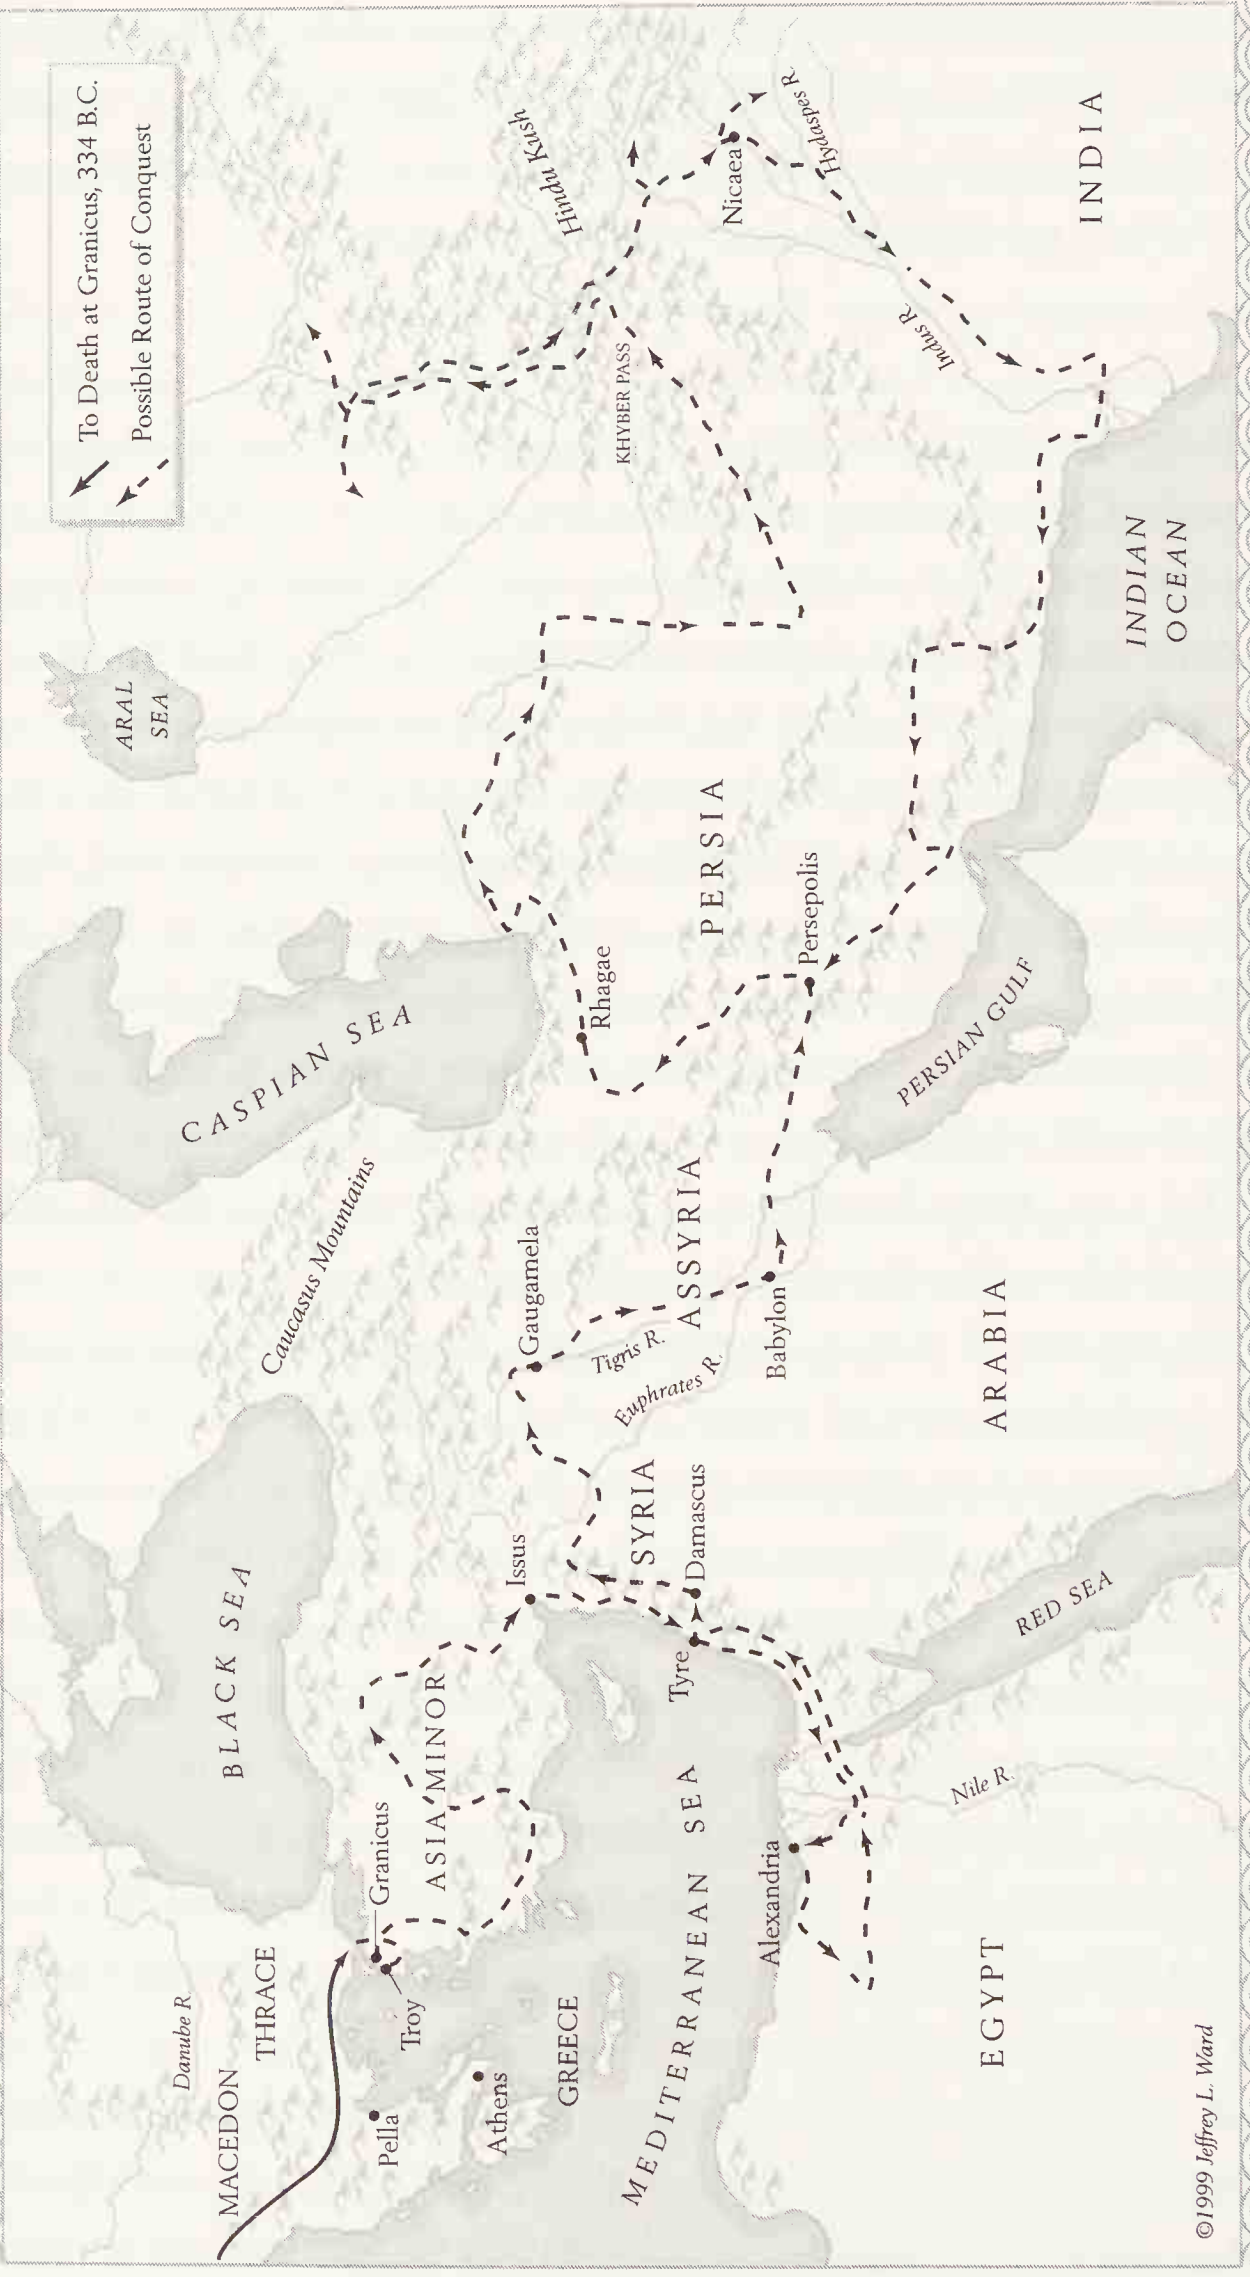 To Death at Granicus, 334 B.C.
Possible Route of Conquest
MACEDON
Danube R
THRACE
Pella
Athens
GREECE
Troy
Granicus
BLACK SEA
ASIA MINOR
MEDITERRANEAN SEA
Alexandria
EGYPT
Nile R.
Tyre
Issus
SYRIA
Damascus
RED SEA
Caucasus Mountains
Gaugamela
Tigris R.
Euphrates R.
ASSYRIA
Babylon
ARABIA
CASPIAN SEA
Rhagae
PERSIA
Persepolis
PERSIAN GULF
ARAL
SEA
KHYBER PASS
Hindu Kush
Nicaea
Hydaspes R.
Indus R.
INDIA
INDIAN
OCEAN
©1999 Jeffrey L. Ward